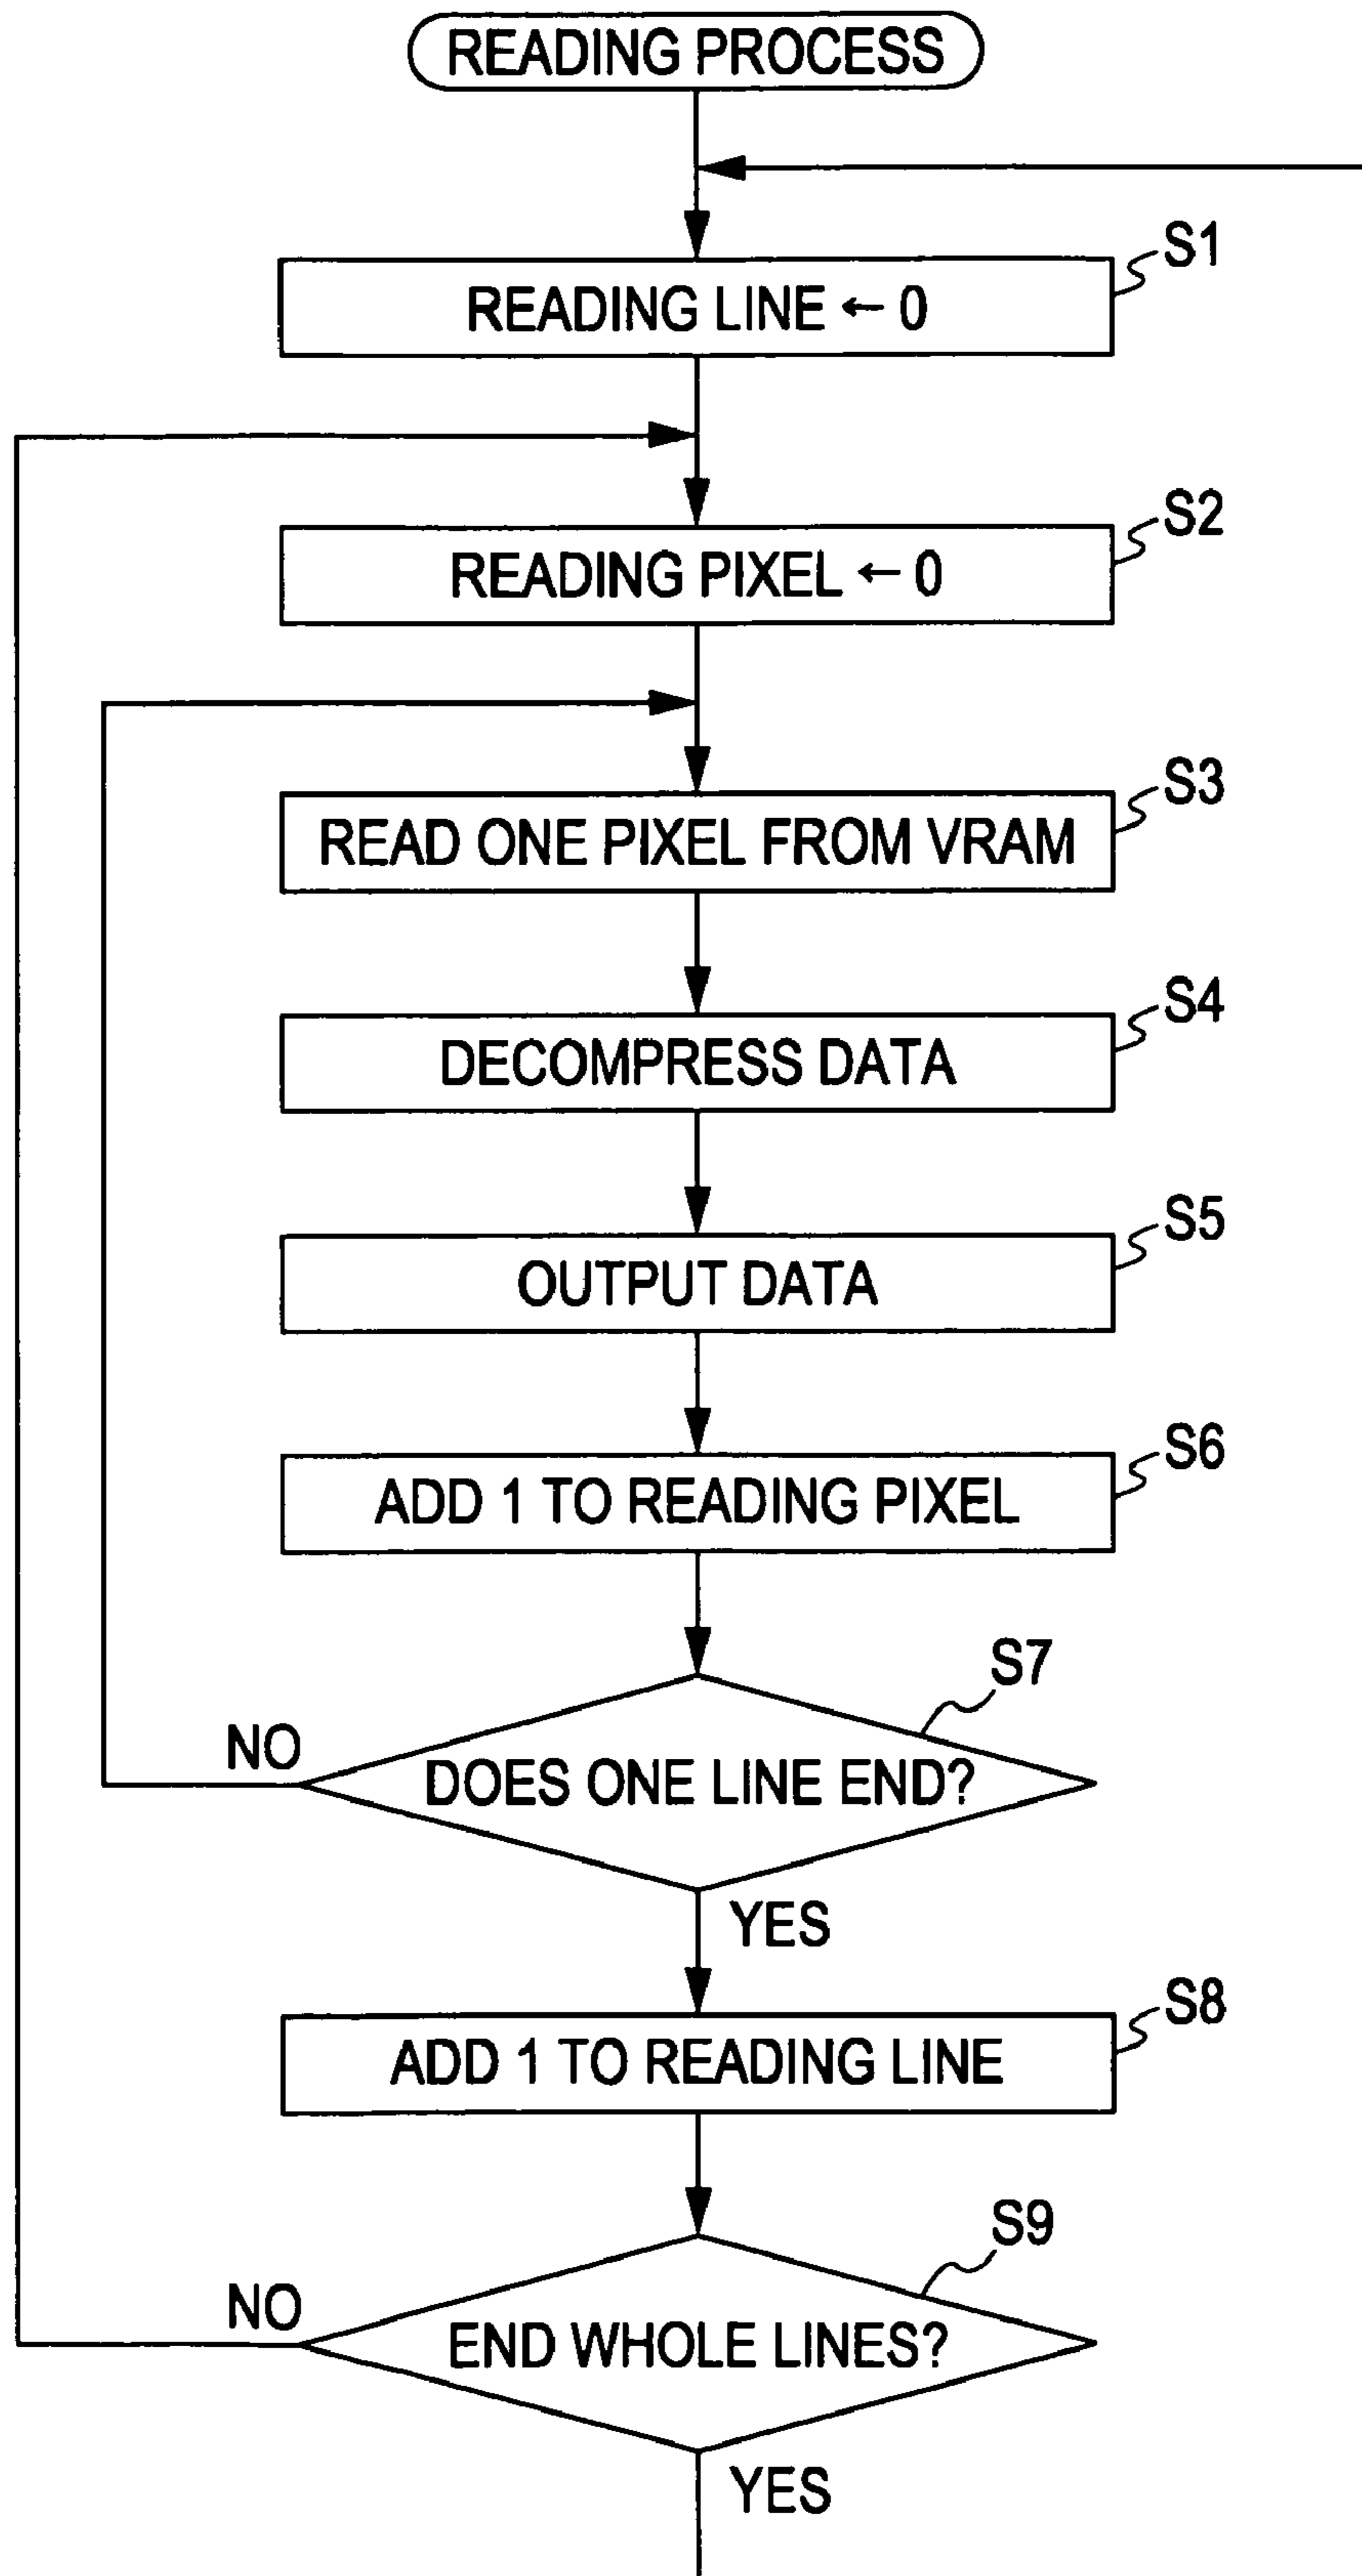 READING PROCESS
S1
READING LINE ← 0
S2
READING PIXEL ← 0
S3
READ ONE PIXEL FROM VRAM
S4
DECOMPRESS DATA
S5
OUTPUT DATA
S6
ADD 1 TO READING PIXEL
S7
NO
DOES ONE LINE END?
YES
S8
ADD 1 TO READING LINE
S9
NO
END WHOLE LINES?
YES